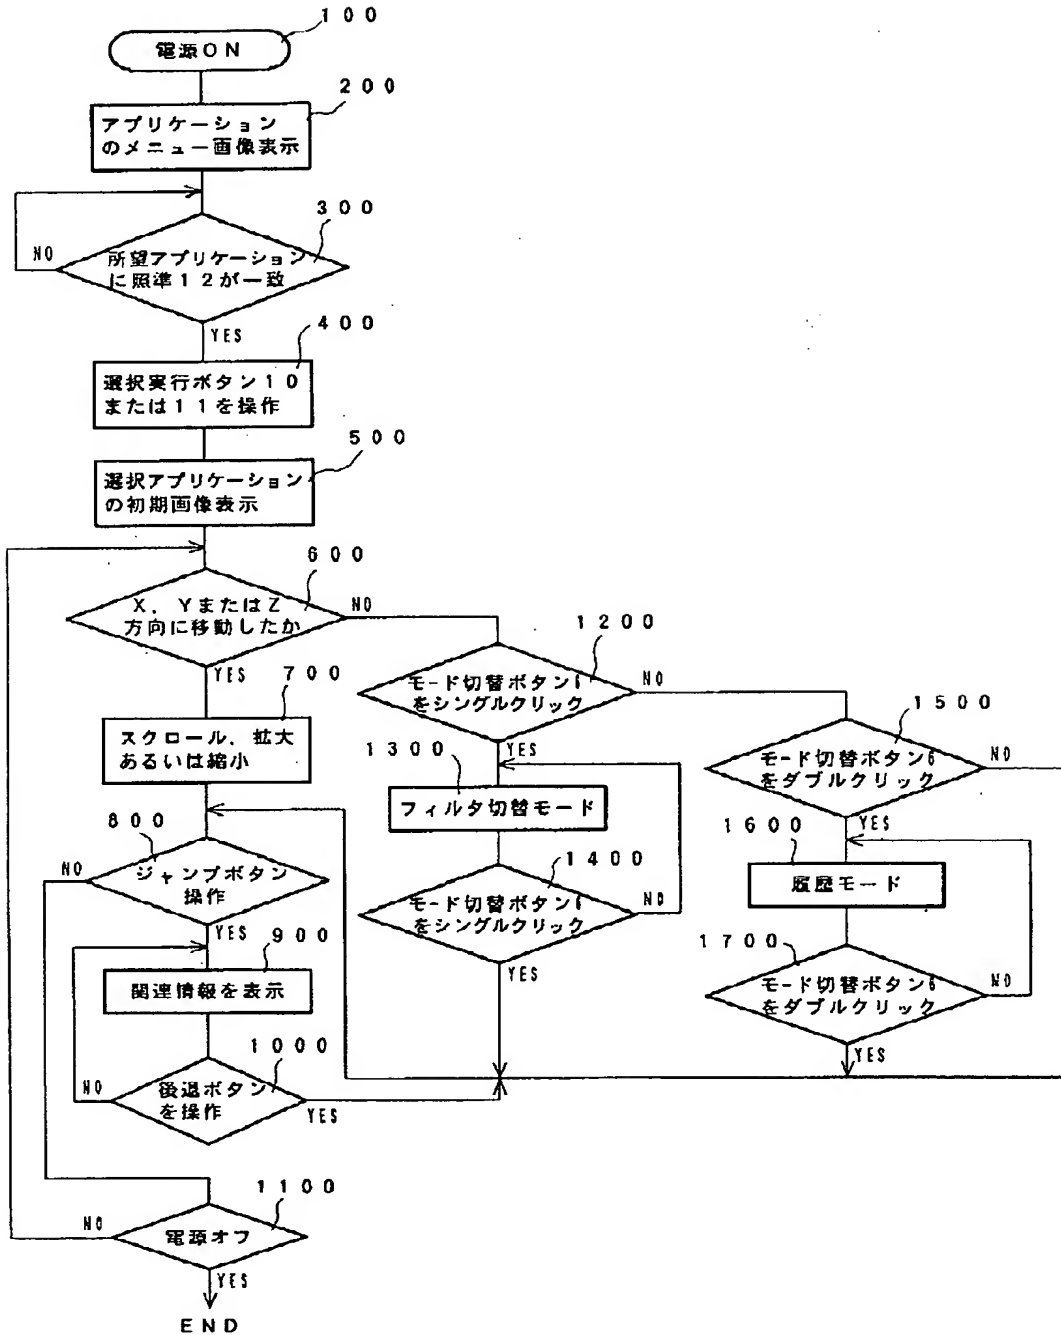 100
電源ON
200
アプリケーション
のメニュー画像表示
300
NO
所望アプリケーション
に照準12が一致
YES
400
選択実行ボタン10
または11を操作
500
選択アプリケーション
の初期画像表示
600
X, YまたはZ
方向に移動したか
NO
YES
700
スクロール, 拡大
あるいは縮小
1200
モード切替ボタン6
をシングルクリック
NO
YES
1300
フィルタ切替モード
1400
モード切替ボタン6
をシングルクリック
NO
YES
1500
モード切替ボタン6
をダブルクリック
NO
YES
1600
履歴モード
1700
モード切替ボタン6
をダブルクリック
NO
YES
800
NO
ジャンプボタン
操作
YES
900
関連情報を表示
1000
NO
後退ボタン
を操作
YES
1100
NO
電源オフ
YES
END